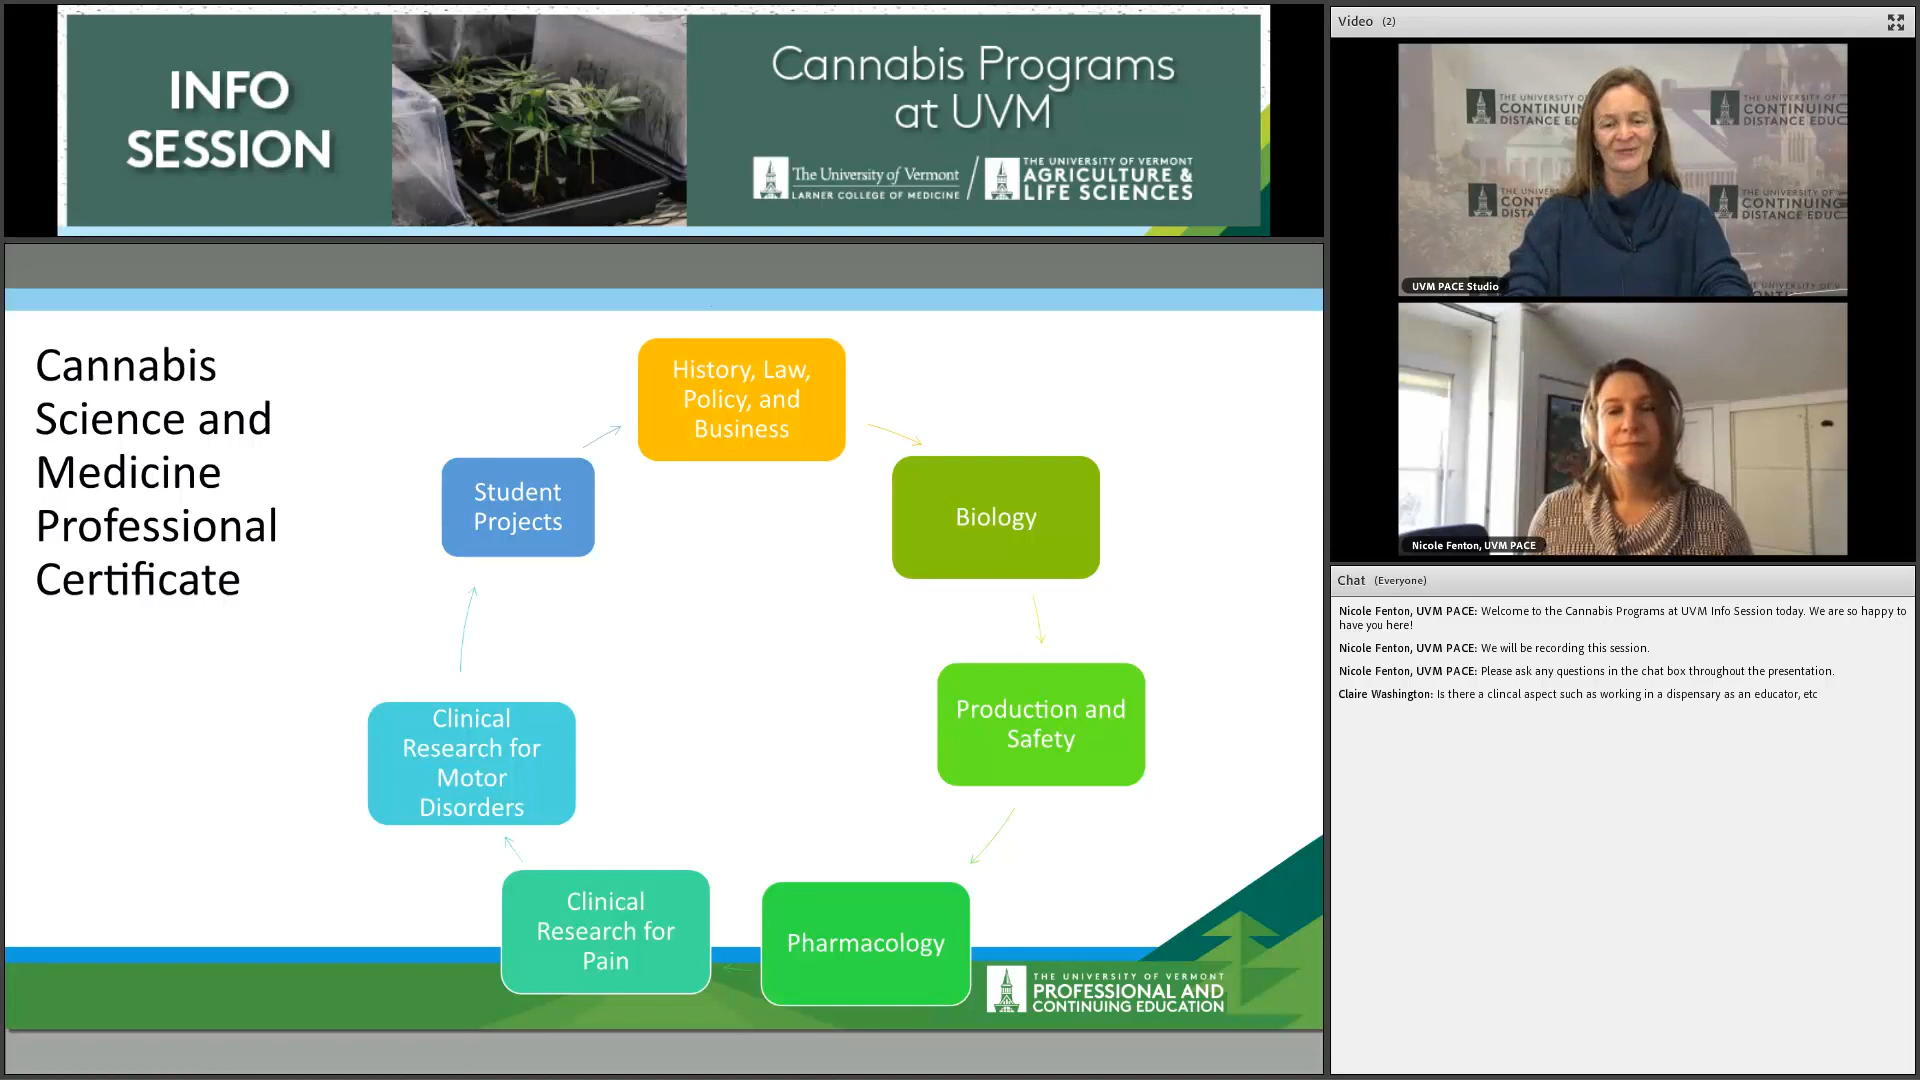 INFO
SESSION
Cannabis Programs
at UVM
The University of Vermont
LARNER COLLEGE OF MEDICINE
THE UNIVERSITY OF VERMONT
AGRICULTURE &
LIFE SCIENCES
Cannabis
Science and
Medicine
Professional
Certificate
History, Law,
Policy, and
Business
Biology
Production and
Safety
Pharmacology
Clinical
Research for
Pain
Clinical
Research for
Motor
Disorders
Student
Projects
THE UNIVERSITY OF VERMONT
PROFESSIONAL AND
CONTINUING EDUCATION
Video (2)
THE UNIVERSITY OF
CONTINUING
DISTANCE EDUC
UVM PACE Studio
Nicole Fenton, UVM PACE
Chat (Everyone)
Nicole Fenton, UVM PACE: Welcome to the Cannabis Programs at UVM Info Session today. We are so happy to
have you here!
Nicole Fenton, UVM PACE: We will be recording this session.
Nicole Fenton, UVM PACE: Please ask any questions in the chat box throughout the presentation.
Claire Washington: Is there a clincal aspect such as working in a dispensary as an educator, etc